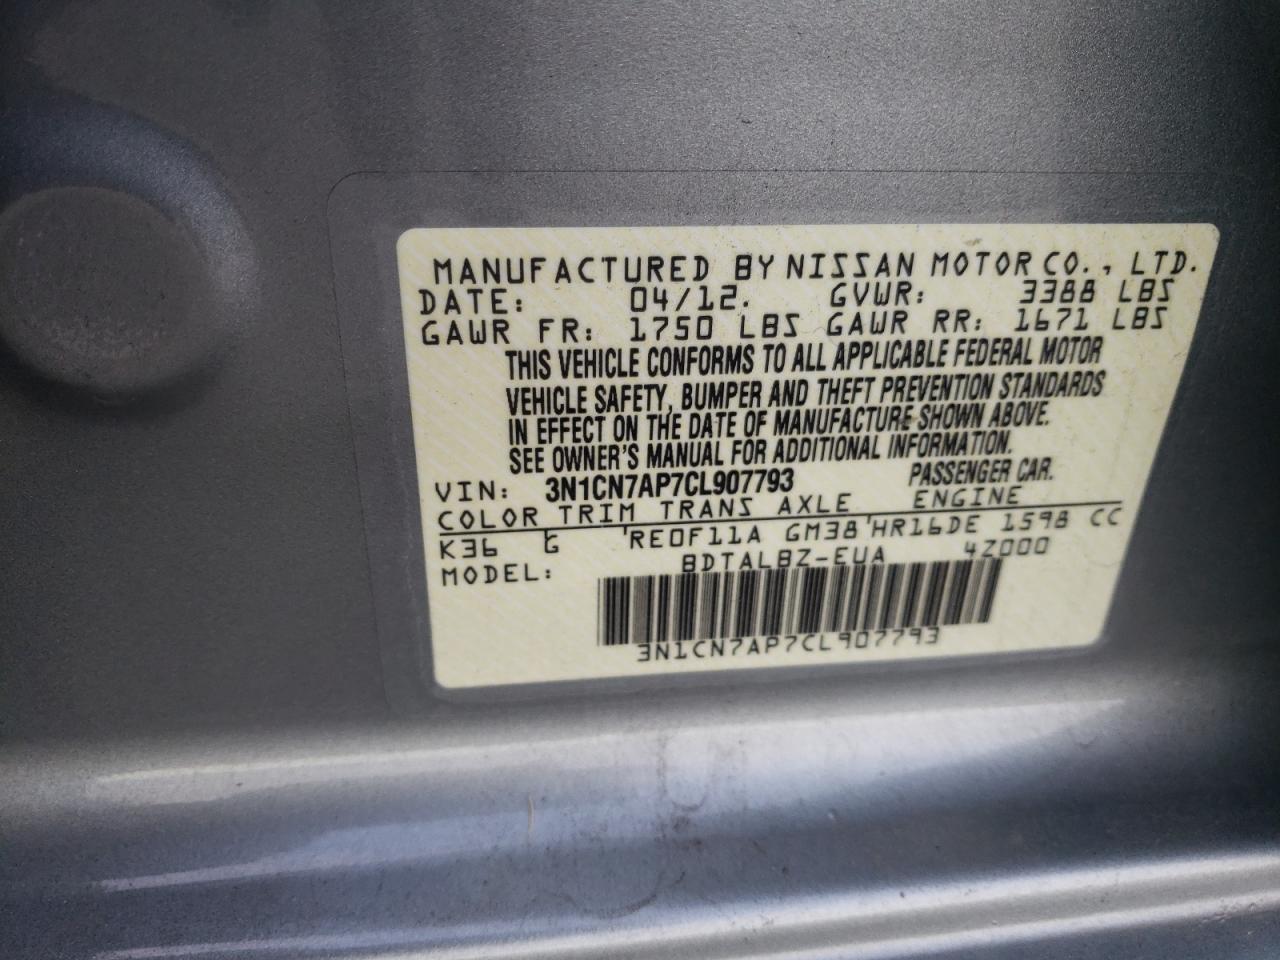 MANUFACTURED BY NISSAN MOTOR CO., LTD.
DATE: 04/12. GVWR: 3388 LBS
GAWR FR: 1750 LBS GAWR RR: 1671 LBS
THIS VEHICLE CONFORMS TO ALL APPLICABLE FEDERAL MOTOR
VEHICLE SAFETY, BUMPER AND THEFT PREVENTION STANDARDS
IN EFFECT ON THE DATE OF MANUFACTURE SHOWN ABOVE.
SEE OWNER'S MANUAL FOR ADDITIONAL INFORMATION.
VIN: 3N1CN7AP7CL907793 PASSENGER CAR.
COLOR TRIM TRANS AXLE ENGINE
K36 G 'RE0F11A GM38'HR16DE 1598 CC
MODEL: BDTALBZ-EUA 4Z000
3N1CN7AP7CL907793